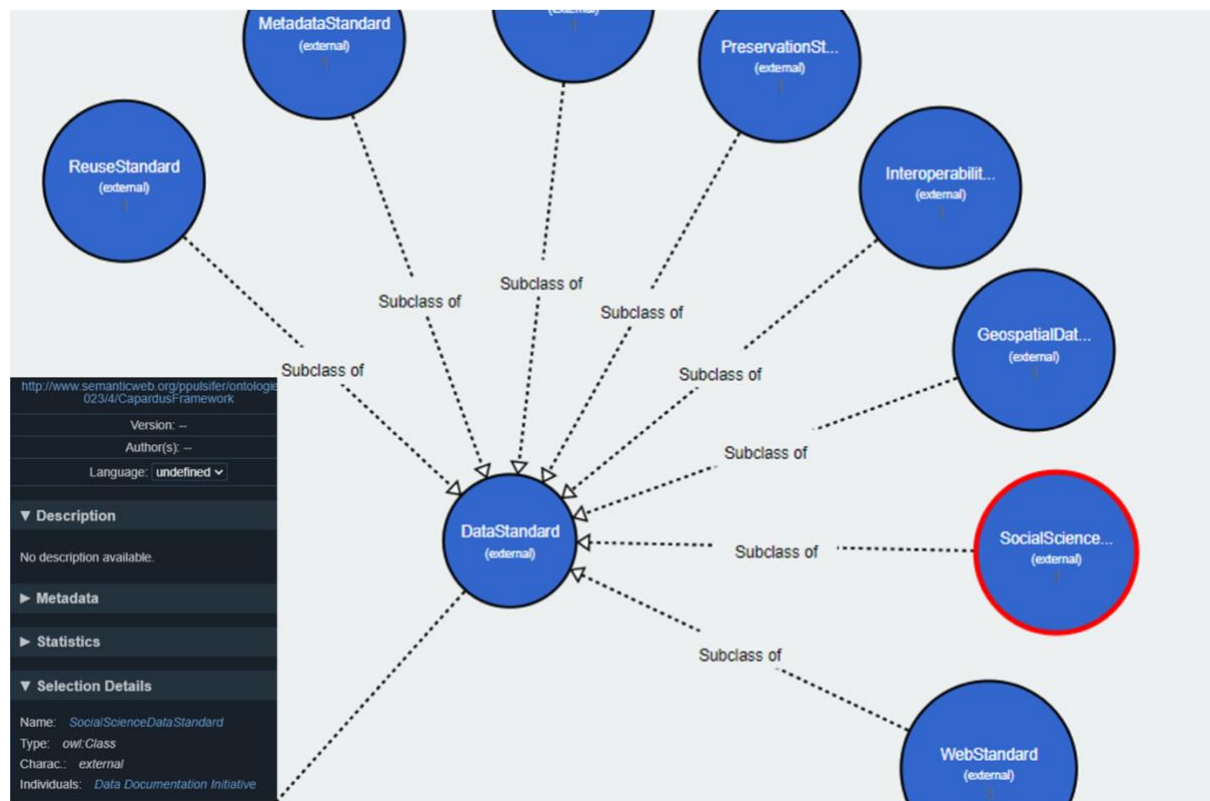 MetadataStandard
(external)
(external)
PreservationSt...
(external)
ReuseStandard
(external)
Interoperabilit...
(external)
GeospatialDat...
(external)
SocialScience...
(external)
WebStandard
(external)
DataStandard
(external)
Subclass of
Subclass of
Subclass of
Subclass of
Subclass of
Subclass of
Subclass of
Subclass of
http://www.semanticweb.org/ppulsifer/ontologie
023/4/CapardusFramework
Version: --
Author(s): --
Language: undefined
▼ Description
No description available.
► Metadata
► Statistics
▼ Selection Details
Name: SocialScienceDataStandard
Type: owl:Class
Charac.: external
Individuals: Data Documentation Initiative